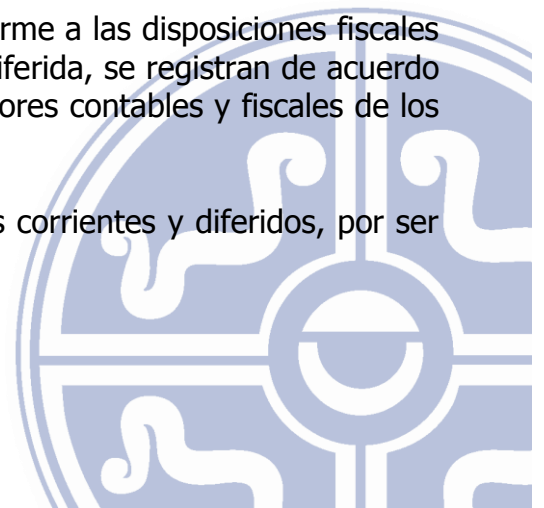 rme a las disposiciones fiscales
iferida, se registran de acuerdo
ores contables y fiscales de los
s corrientes y diferidos, por ser